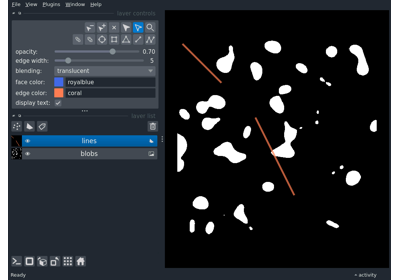 File View Plugins Window Help
layer controls
opacity: 0.70
edge width: 5
blending: translucent
face color: royalblue
edge color: coral
display text:
layer list
lines
blobs
Ready
activity